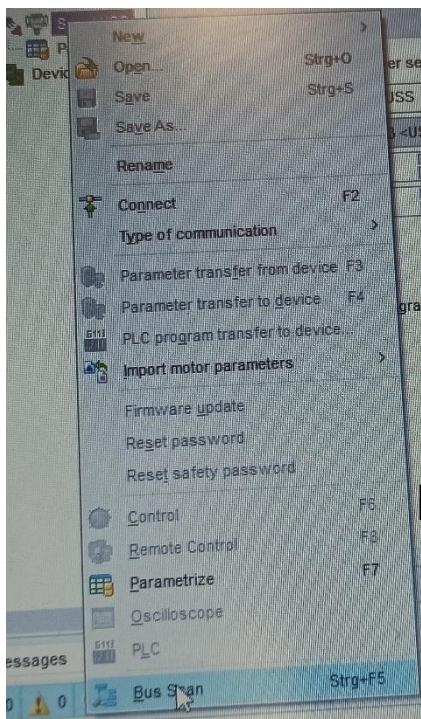 New
Open... Strg+O
Save Strg+S
Save As...
Rename
Connect F2
Type of communication
Parameter transfer from device F3
Parameter transfer to device F4
PLC program transfer to device...
Import motor parameters
Firmware update
Reset password
Reset safety password
Control F6
Remote Control F8
Parametrize F7
Oscilloscope
PLC
Bus Scan Strg+F5
Devic
er se
USS
essages
0